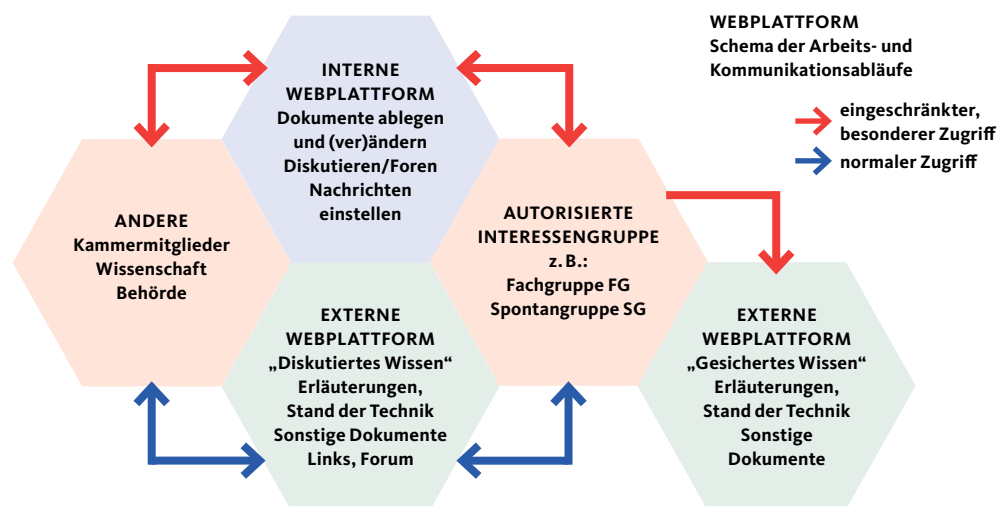 WEBPLATTFORM
Schema der Arbeits- und
Kommunikationsabläufe
eingeschränkter,
besonderer Zugriff
normaler Zugriff
INTERNE
WEBPLATTFORM
Dokumente ablegen
und (ver)ändern
Diskutieren/Foren
Nachrichten
einstellen
ANDERE
Kammermitglieder
Wissenschaft
Behörde
AUTORISIERTE
INTERESSENGRUPPE
z. B.:
Fachgruppe FG
Spontangruppe SG
EXTERNE
WEBPLATTFORM
„Diskutiertes Wissen“
Erläuterungen,
Stand der Technik
Sonstige Dokumente
Links, Forum
EXTERNE
WEBPLATTFORM
„Gesichertes Wissen“
Erläuterungen,
Stand der Technik
Sonstige
Dokumente